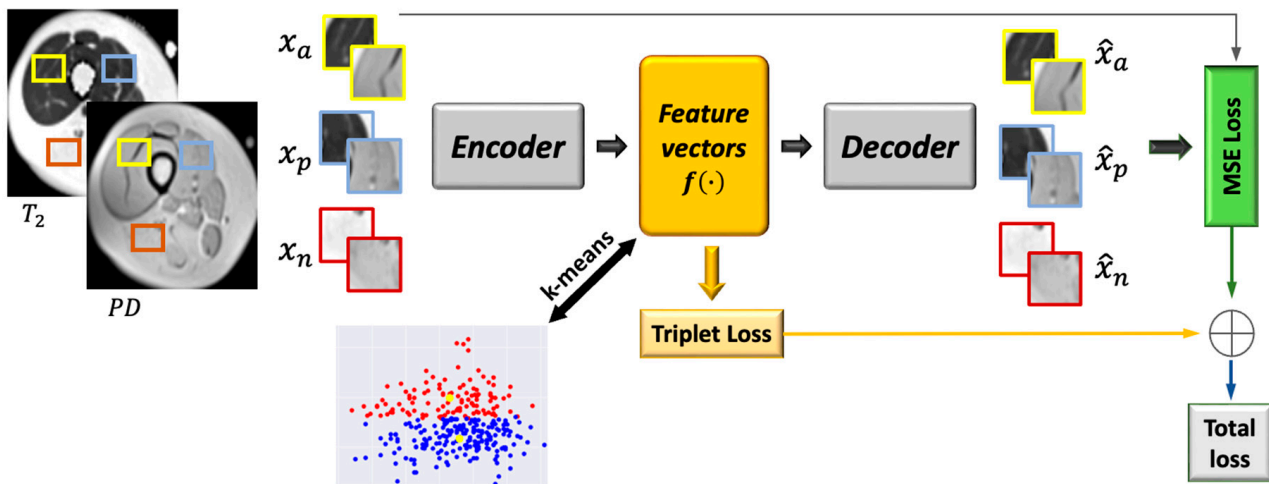 T₂
PD
xₐ
xₚ
xₙ
Encoder
Feature
vectors
f(·)
Decoder
x̂ₐ
x̂ₚ
x̂ₙ
MSE Loss
k-means
Triplet Loss
Total
loss